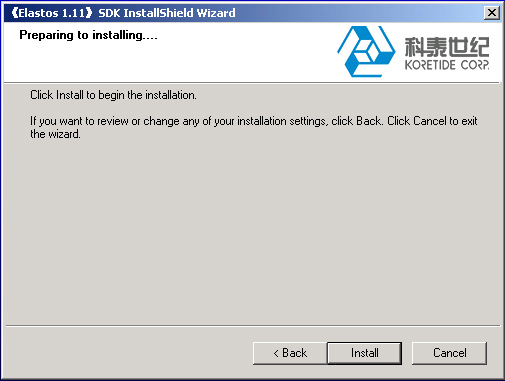 《Elastos 1.11》 SDK InstallShield Wizard
Preparing to installing....
科泰世纪
KORETIDE CORP.
Click Install to begin the installation.
If you want to review or change any of your installation settings, click Back. Click Cancel to exit
the wizard.
< Back
Install
Cancel